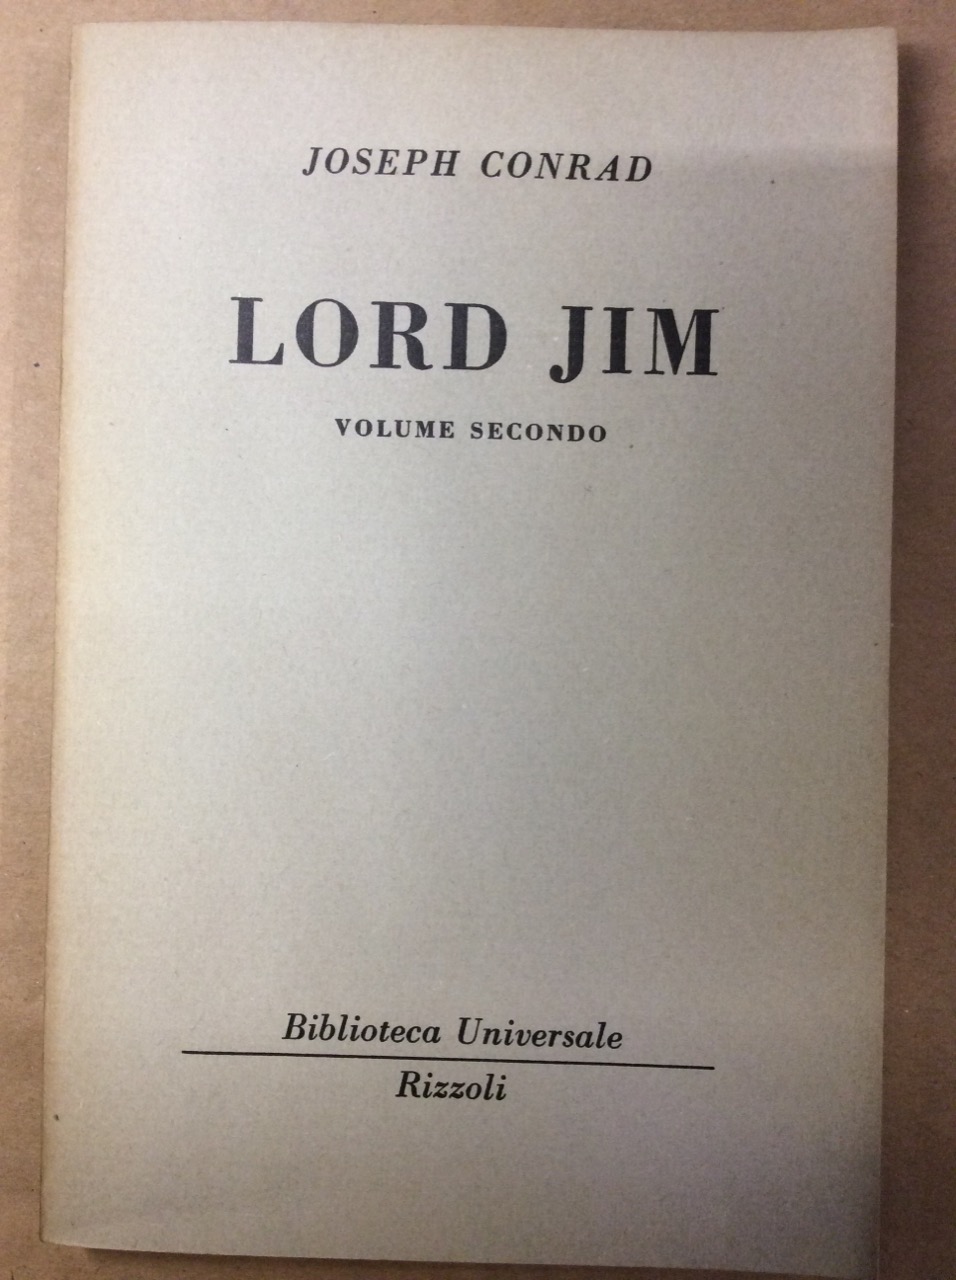 JOSEPH CONRAD
LORD JIM
VOLUME SECONDO
Biblioteca Universale
Rizzoli